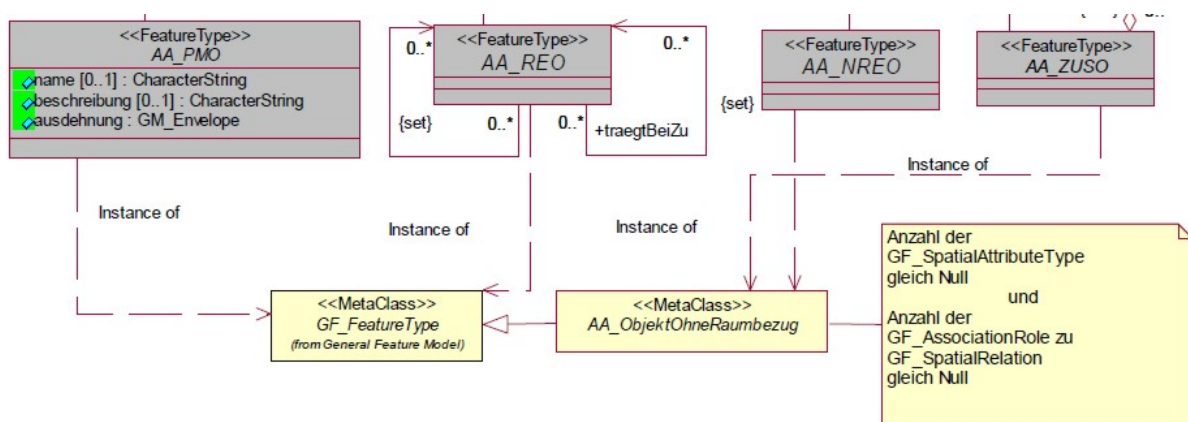 <<FeatureType>>
AA_PMO
name [0..1] : CharacterString
beschreibung [0..1] : CharacterString
ausdehnung : GM_Envelope
0..*
<<FeatureType>>
AA_REO
0..*
{set}
0..*
0..*
+traegtBeiZu
<<FeatureType>>
AA_NREO
{set}
<<FeatureType>>
AA_ZUSO
Instance of
Instance of
Instance of
Instance of
<<MetaClass>>
GF_FeatureType
(from General Feature Model)
<<MetaClass>>
AA_ObjektOhneRaumbezug
Anzahl der
GF_SpatialAttributeType
gleich Null
und
Anzahl der
GF_AssociationRole zu
GF_SpatialRelation
gleich Null